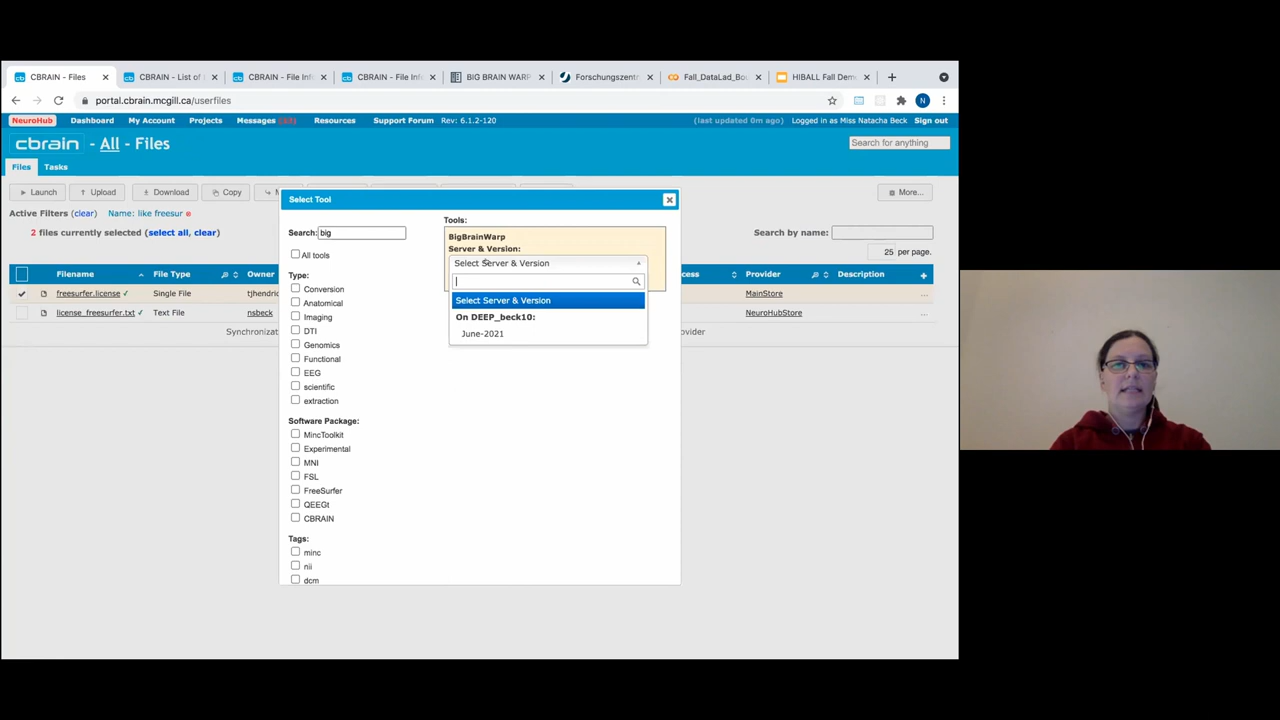 CBRAIN - Files
CBRAIN - List of
CBRAIN - File Inf
CBRAIN - File Inf
BIG BRAIN WARP
Forschungszentr
Fall_DataLad_Bo
HIBALL Fall Dem
portal.cbrain.mcgill.ca/userfiles
N
NeuroHub Dashboard My Account Projects Messages Resources Support Forum Rev: 6.1.2-120 (last updated 0m ago) Logged in as Miss Natacha Beck Sign out
cbrain - All - Files
Search for anything
Files Tasks
Launch Upload Download Copy
More...
Active Filters (clear) Name: like freesur
2 files currently selected (select all, clear)
Search by name:
25 per page.
Filename File Type Owner
Provider Description
freesurfer.license ✓ Single File tjhendric
MainStore ...
license_freesurfer.txt ✓ Text File nsbeck
NeuroHubStore ...
Synchronizat
Select Tool
Search: big
All tools
Type:
Conversion
Anatomical
Imaging
DTI
Genomics
Functional
EEG
scientific
extraction
Software Package:
MincToolkit
Experimental
MNI
FSL
FreeSurfer
QEEGt
CBRAIN
Tags:
minc
nii
dcm
Tools:
BigBrainWarp
Server & Version:
Select Server & Version
Select Server & Version
On DEEP_beck10:
June-2021